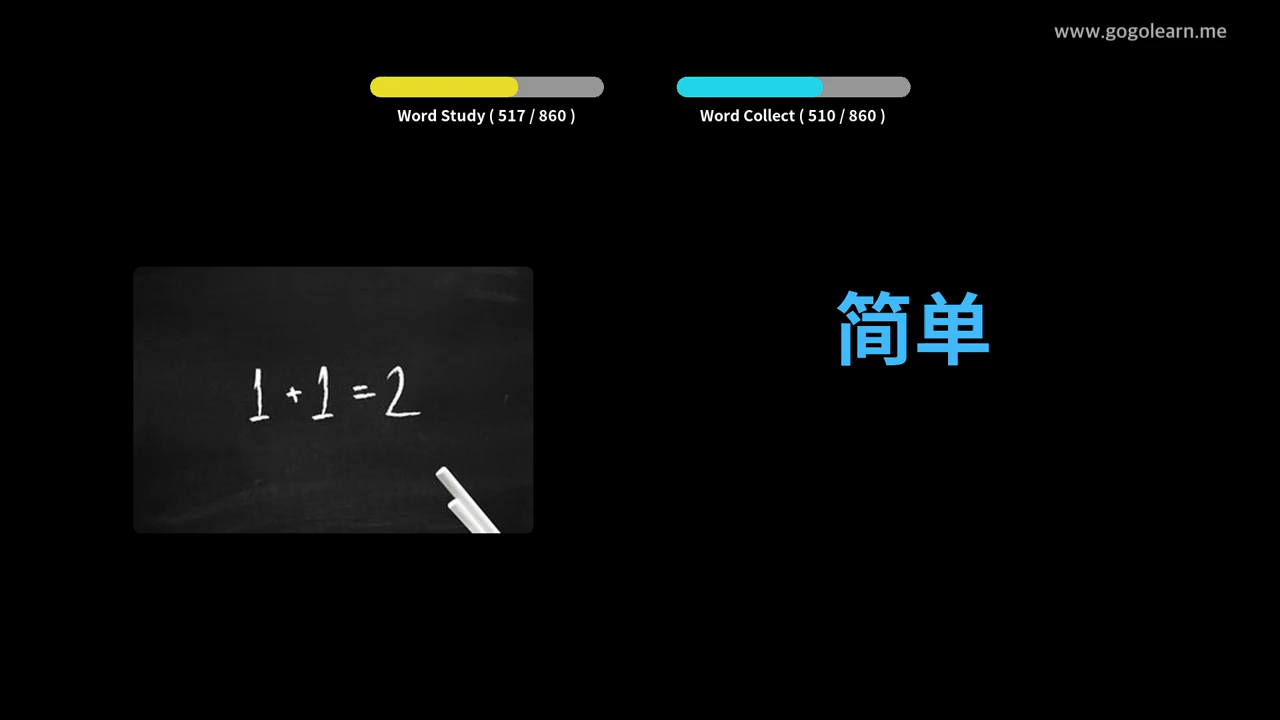 www.gogolearn.me
Word Study ( 517 / 860 )
Word Collect ( 510 / 860 )
1 + 1 = 2
简单